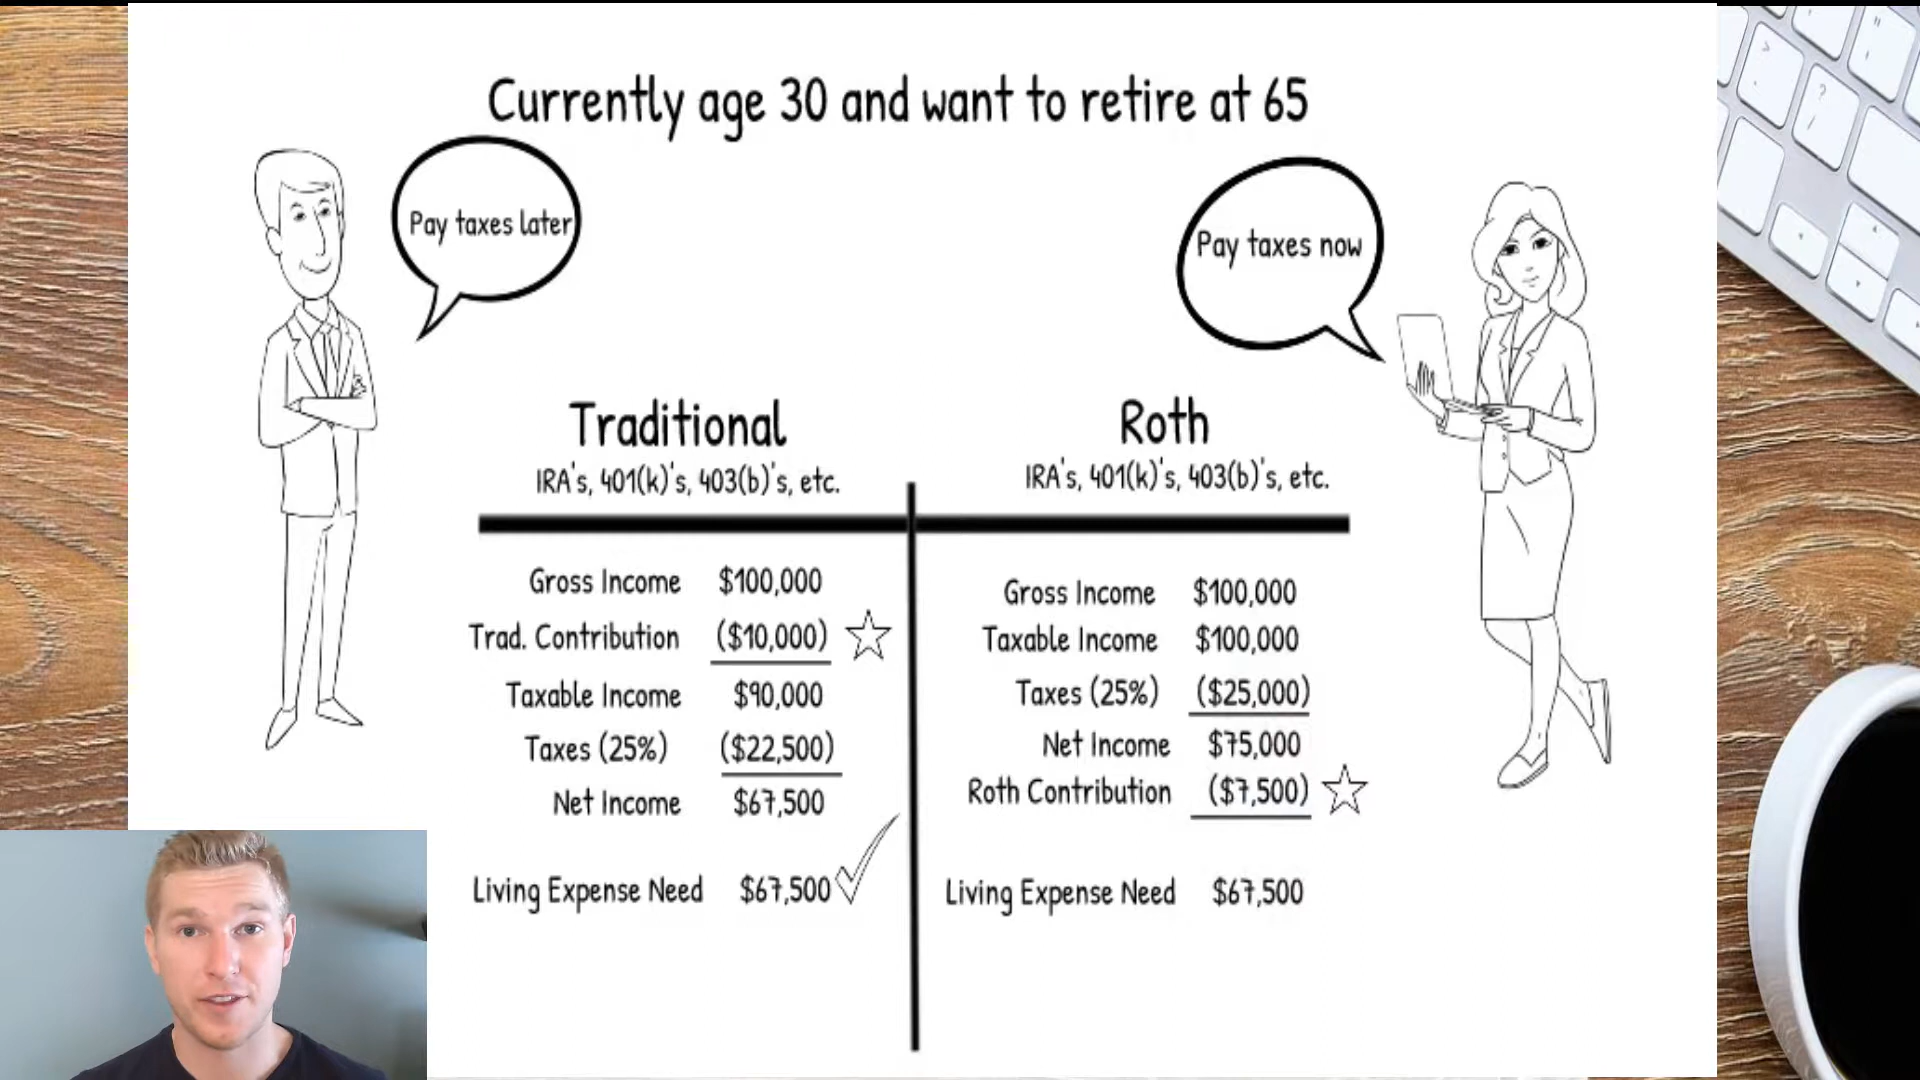 Currently age 30 and want to retire at 65
Pay taxes later
Pay taxes now
Traditional
IRA's, 401(k)'s, 403(b)'s, etc.
Gross Income $100,000
Trad. Contribution ($10,000)
Taxable Income $90,000
Taxes (25%) ($22,500)
Net Income $67,500
Living Expense Need $67,500
Roth
IRA's, 401(k)'s, 403(b)'s, etc.
Gross Income $100,000
Taxable Income $100,000
Taxes (25%) ($25,000)
Net Income $75,000
Roth Contribution ($7,500)
Living Expense Need $67,500